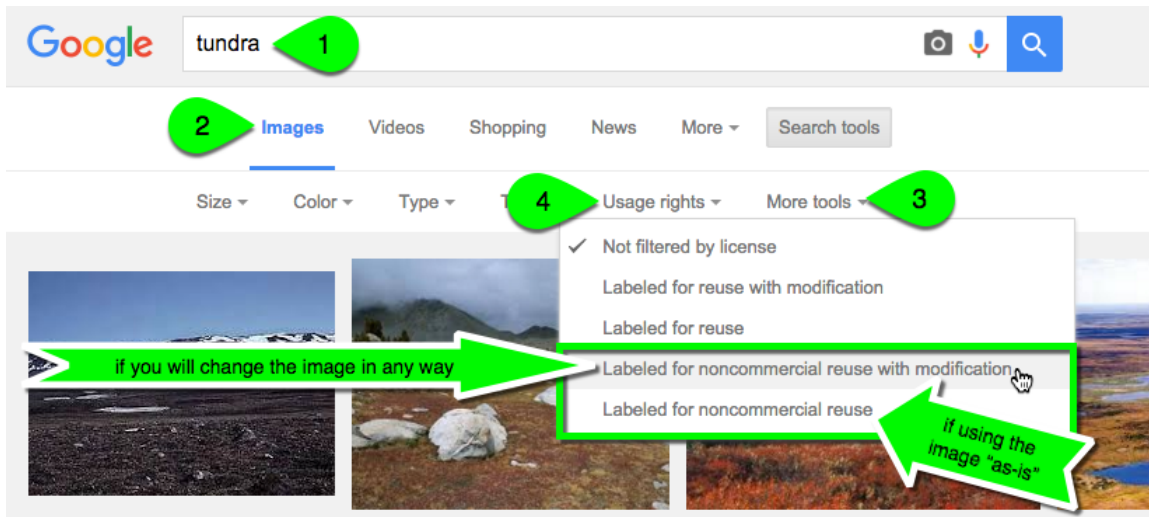 Google
tundra
1
2
Images
Videos
Shopping
News
More
Search tools
Size
Color
Type
T
4
Usage rights
More tools
3
Not filtered by license
Labeled for reuse with modification
Labeled for reuse
if you will change the image in any way
Labeled for noncommercial reuse with modification
Labeled for noncommercial reuse
if using the
image "as-is"